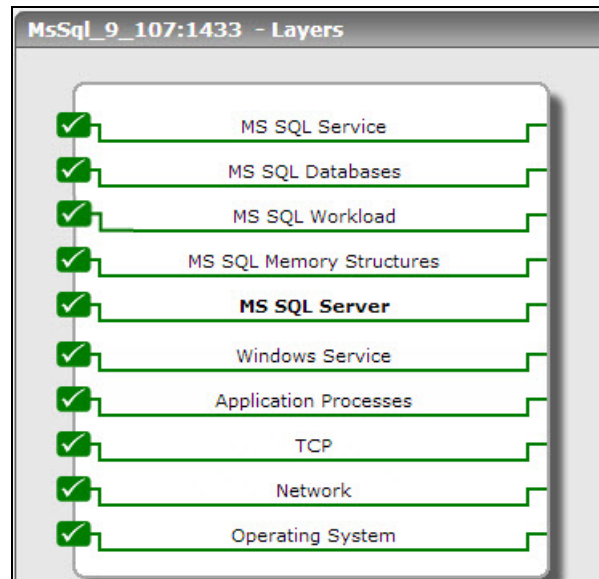 MsSql_9_107:1433 - Layers
MS SQL Service
MS SQL Databases
MS SQL Workload
MS SQL Memory Structures
MS SQL Server
Windows Service
Application Processes
TCP
Network
Operating System